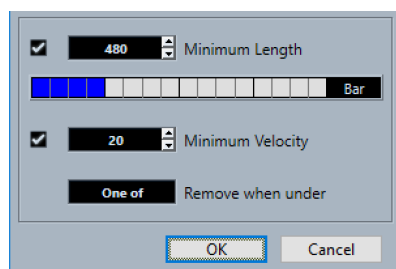 480 Minimum Length
Bar
20 Minimum Velocity
One of Remove when under
OK Cancel